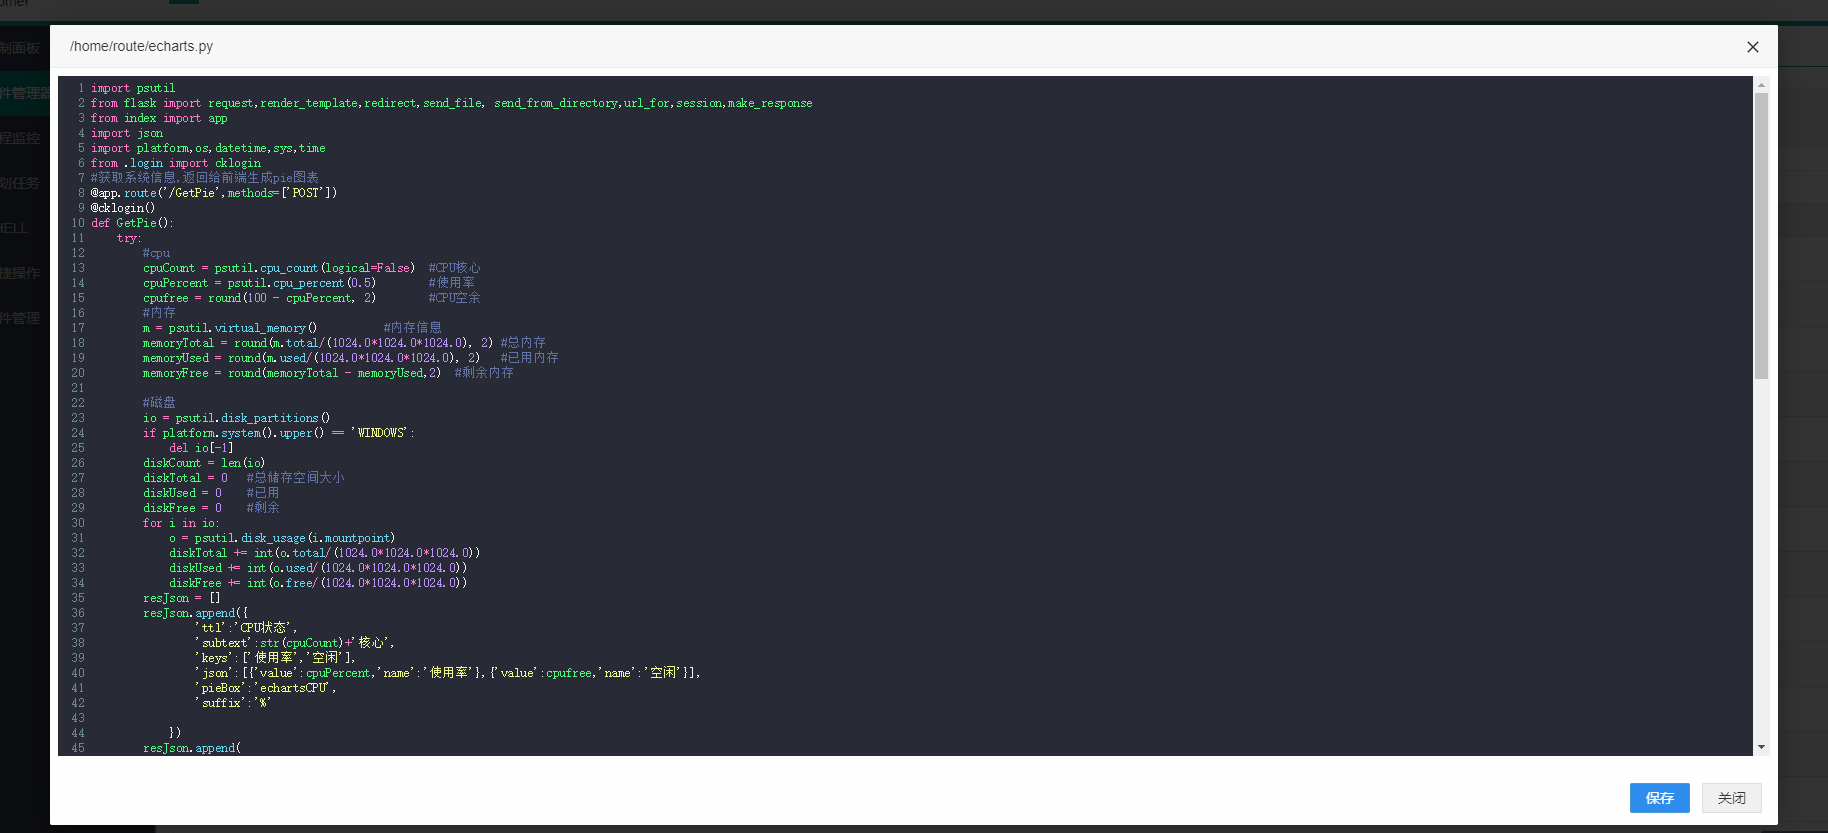 /home/route/echarts.py
制面板
件管理器
程监控
划任务
HELL
捷操作
件管理
1 import psutil
2 from flask import request,render_template,redirect,send_file, send_from_directory,url_for,session,make_response
3 from index import app
4 import json
5 import platform,os,datetime,sys,time
6 from .login import cklogin
7 #获取系统信息,返回给前端生成pie图表
8 @app.route('/GetPie',methods=['POST'])
9 @cklogin()
10 def GetPie():
11     try:
12         #cpu
13         cpuCount = psutil.cpu_count(logical=False)  #CPU核心
14         cpuPercent = psutil.cpu_percent(0.5)        #使用率
15         cpufree = round(100 - cpuPercent, 2)        #CPU空余
16         #内存
17         m = psutil.virtual_memory()          #内存信息
18         memoryTotal = round(m.total/(1024.0*1024.0*1024.0), 2) #总内存
19         memoryUsed = round(m.used/(1024.0*1024.0*1024.0), 2)   #已用内存
20         memoryFree = round(memoryTotal - memoryUsed,2)  #剩余内存
21
22         #磁盘
23         io = psutil.disk_partitions()
24         if platform.system().upper() == 'WINDOWS':
25             del io[-1]
26         diskCount = len(io)
27         diskTotal = 0   #总储存空间大小
28         diskUsed = 0    #已用
29         diskFree = 0    #剩余
30         for i in io:
31             o = psutil.disk_usage(i.mountpoint)
32             diskTotal += int(o.total/(1024.0*1024.0*1024.0))
33             diskUsed += int(o.used/(1024.0*1024.0*1024.0))
34             diskFree += int(o.free/(1024.0*1024.0*1024.0))
35         resJson = []
36         resJson.append({
37                 'ttl':'CPU状态',
38                 'subtext':str(cpuCount)+'核心',
39                 'keys':['使用率','空闲'],
40                 'json':[{'value':cpuPercent,'name':'使用率'},{'value':cpufree,'name':'空闲'}],
41                 'pieBox':'echartsCPU',
42                 'suffix':'%'
43
44             })
45         resJson.append(
保存
关闭